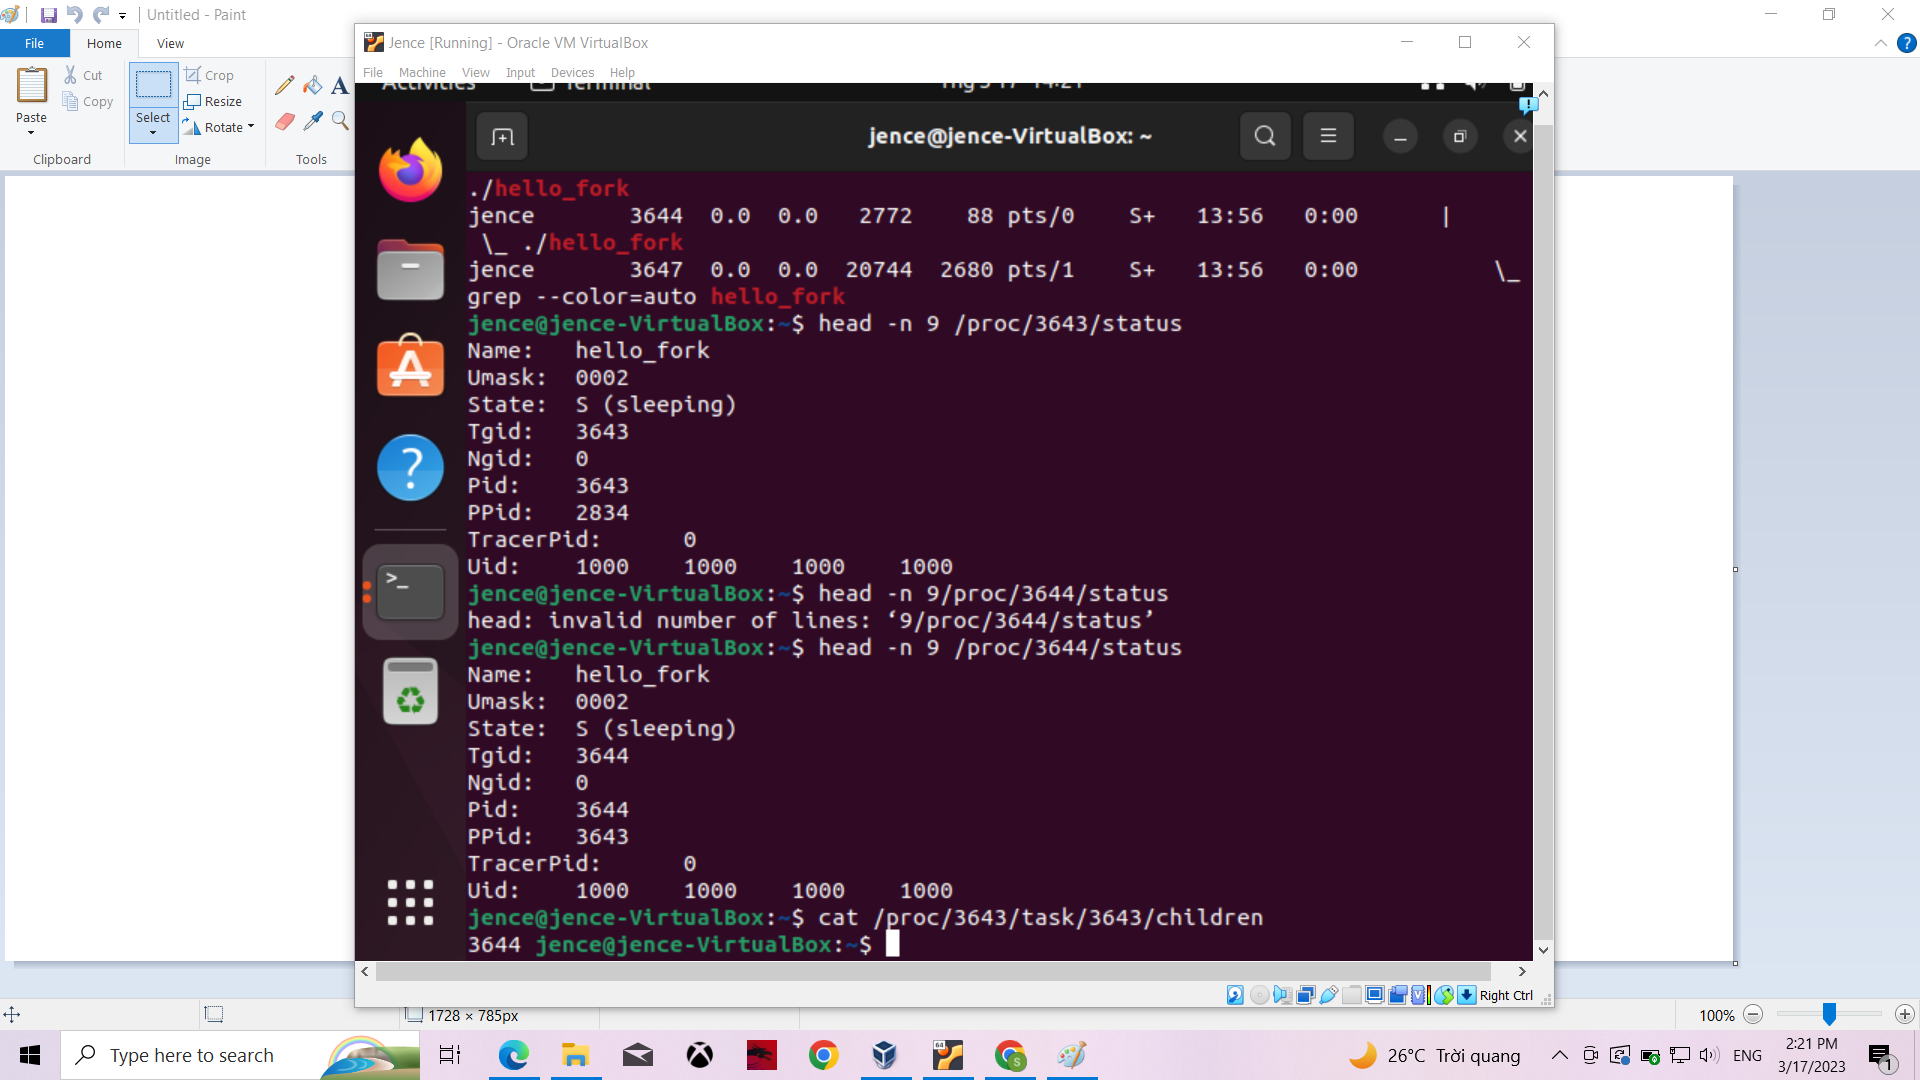 Untitled - Paint
File Home View
Paste
Cut
Copy
Clipboard
Select
Crop
Resize
Rotate
Image
A
Tools
Jence [Running] - Oracle VM VirtualBox
File Machine View Input Devices Help
Activities Terminal
jence@jence-VirtualBox: ~
./hello_fork
jence 3644 0.0 0.0 2772 88 pts/0 S+ 13:56 0:00 |
\_ ./hello_fork
jence 3647 0.0 0.0 20744 2680 pts/1 S+ 13:56 0:00 \_
grep --color=auto hello_fork
jence@jence-VirtualBox:~$ head -n 9 /proc/3643/status
Name: hello_fork
Umask: 0002
State: S (sleeping)
Tgid: 3643
Ngid: 0
Pid: 3643
PPid: 2834
TracerPid: 0
Uid: 1000 1000 1000 1000
jence@jence-VirtualBox:~$ head -n 9/proc/3644/status
head: invalid number of lines: ‘9/proc/3644/status’
jence@jence-VirtualBox:~$ head -n 9 /proc/3644/status
Name: hello_fork
Umask: 0002
State: S (sleeping)
Tgid: 3644
Ngid: 0
Pid: 3644
PPid: 3643
TracerPid: 0
Uid: 1000 1000 1000 1000
jence@jence-VirtualBox:~$ cat /proc/3643/task/3643/children
3644 jence@jence-VirtualBox:~$
Right Ctrl
1728 × 785px
100%
Type here to search
26°C Trời quang
ENG
2:21 PM
3/17/2023
1